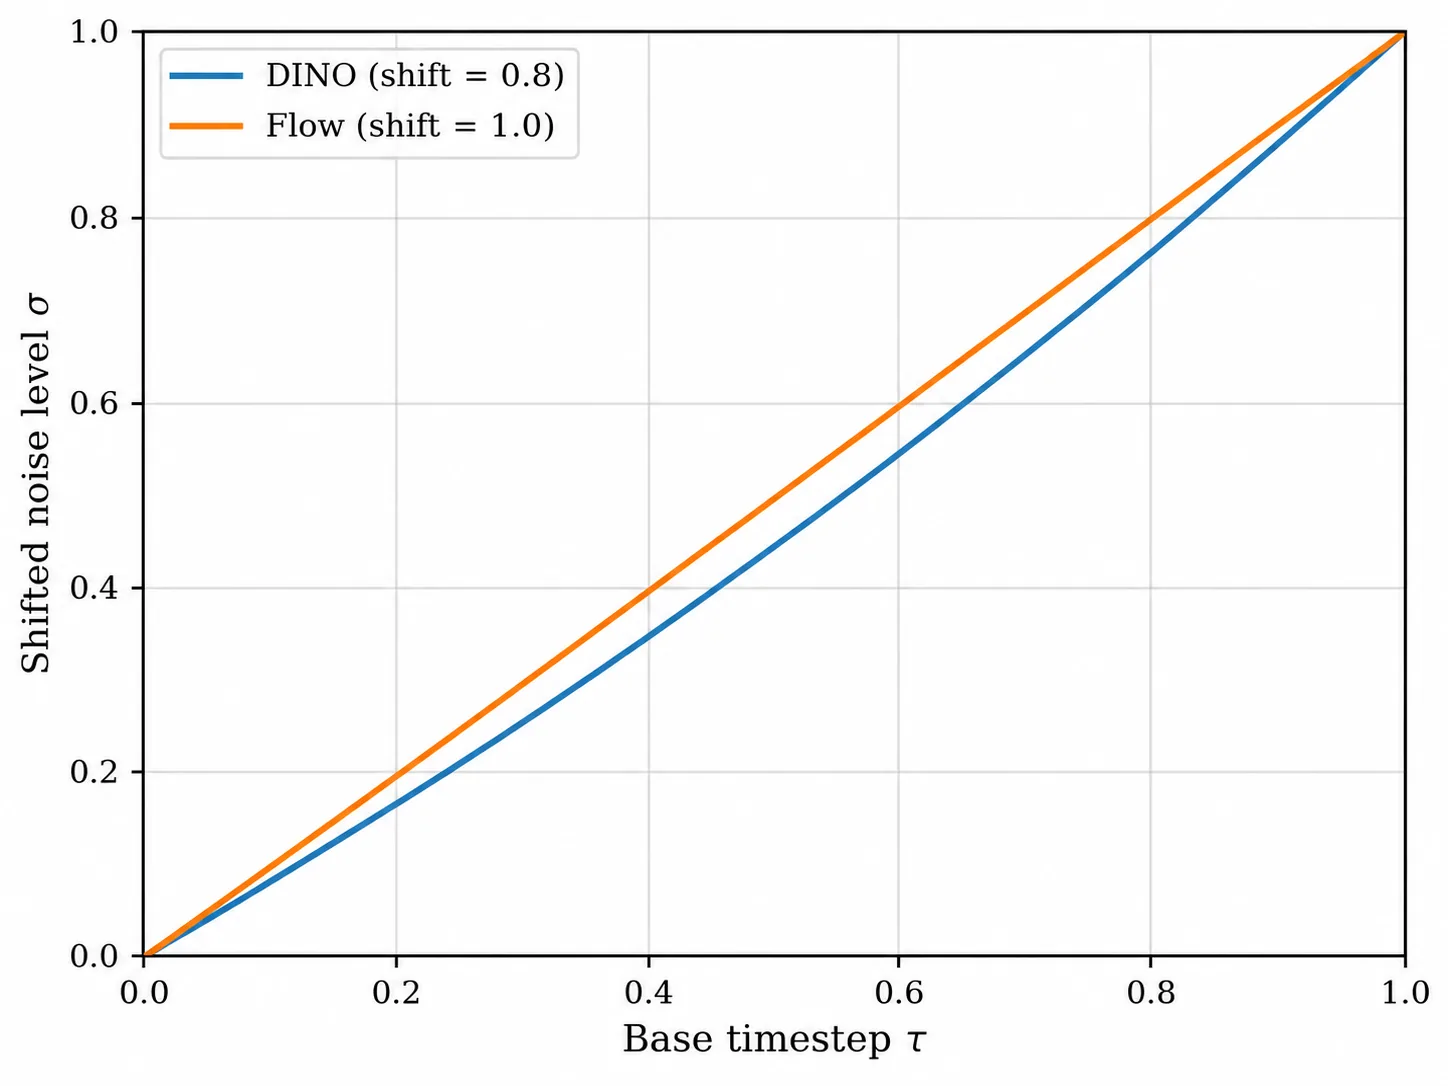 1.0
0.8
0.6
0.4
0.2
0.0
Shifted noise level σ
DINO (shift = 0.8)
Flow (shift = 1.0)
0.0 0.2 0.4 0.6 0.8 1.0
Base timestep τ